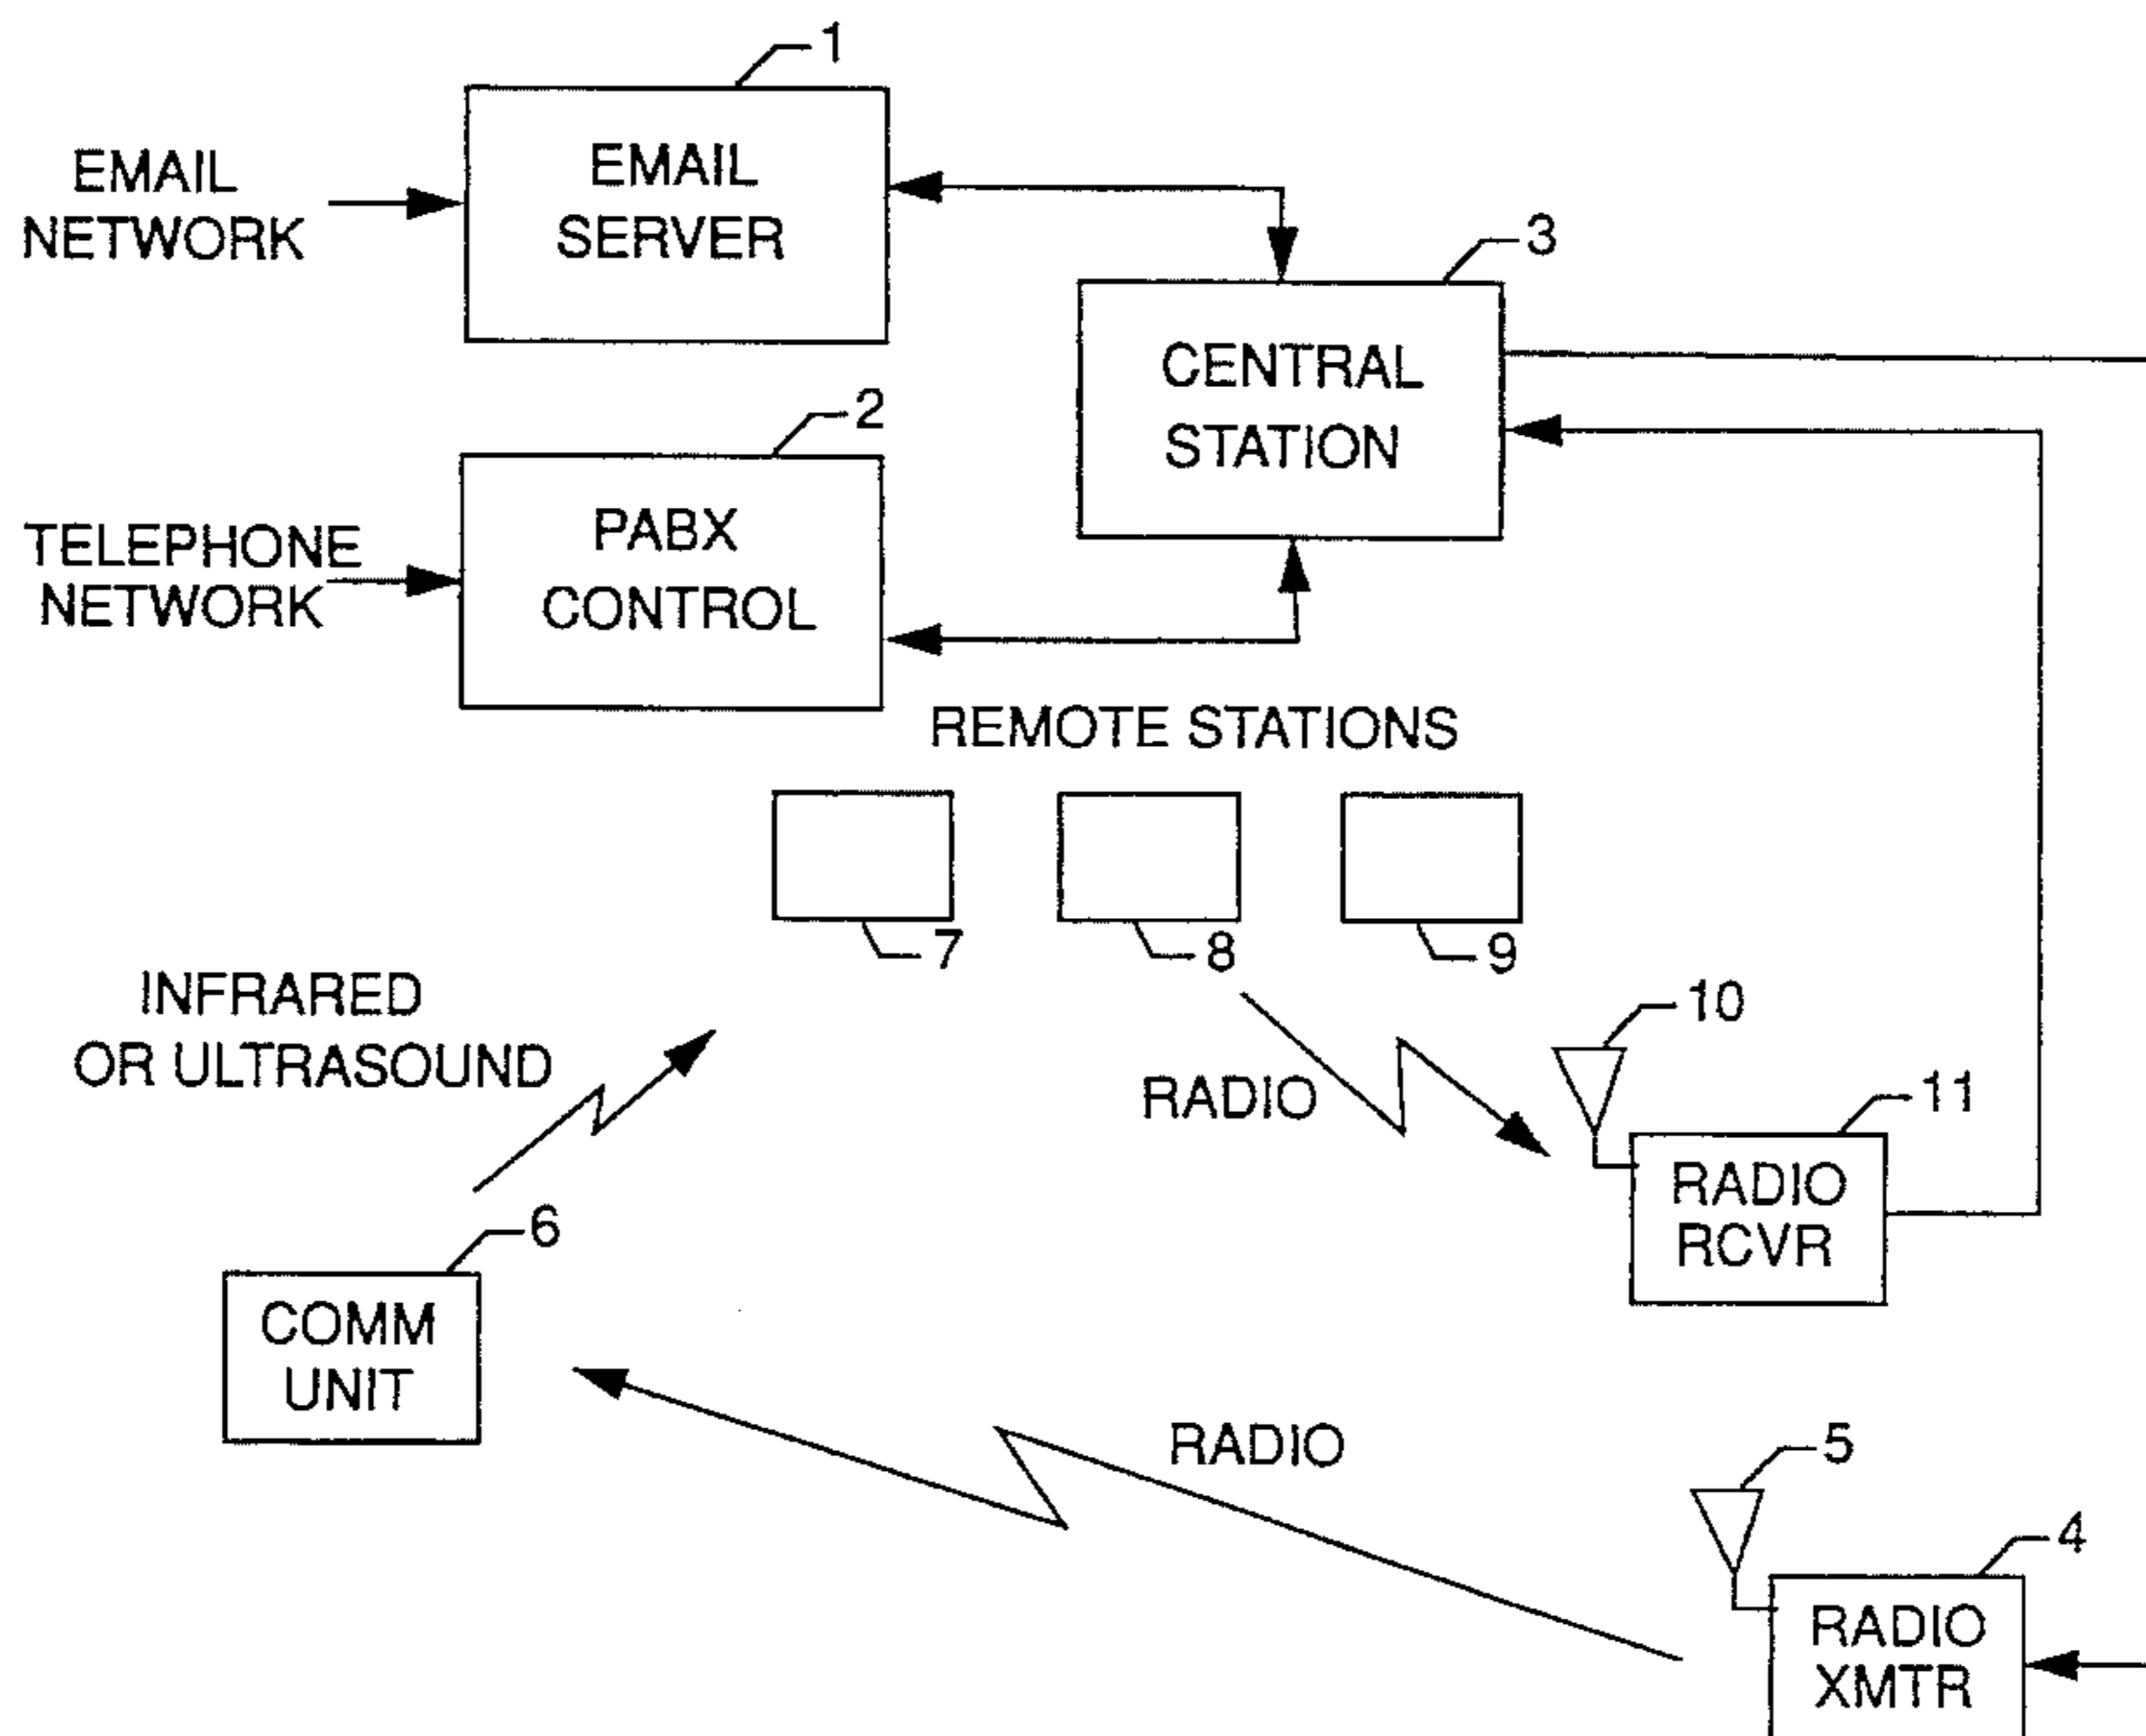 1
EMAIL
NETWORK
EMAIL
SERVER
3
CENTRAL
STATION
2
TELEPHONE
NETWORK
PABX
CONTROL
REMOTE STATIONS
7
8
9
INFRARED
OR ULTRASOUND
RADIO
10
11
RADIO
RCVR
6
COMM
UNIT
RADIO
5
4
RADIO
XMTR